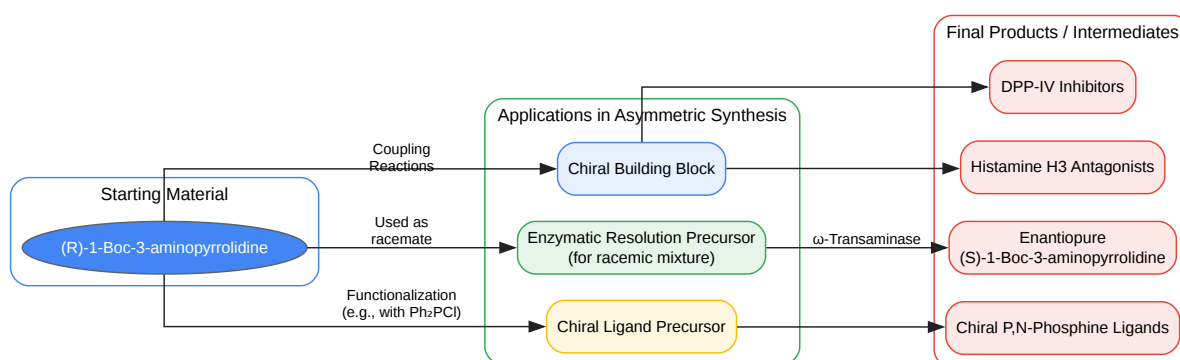 Final Products / Intermediates
DPP-IV Inhibitors
Applications in Asymmetric Synthesis
Coupling
Reactions
Chiral Building Block
Histamine H3 Antagonists
Starting Material
(R)-1-Boc-3-aminopyrrolidine
Used as
racemate
Enzymatic Resolution Precursor
(for racemic mixture)
ω-Transaminase
Enantiopure
(S)-1-Boc-3-aminopyrrolidine
Functionalization
(e.g., with Ph₂PCl)
Chiral Ligand Precursor
Chiral P,N-Phosphine Ligands